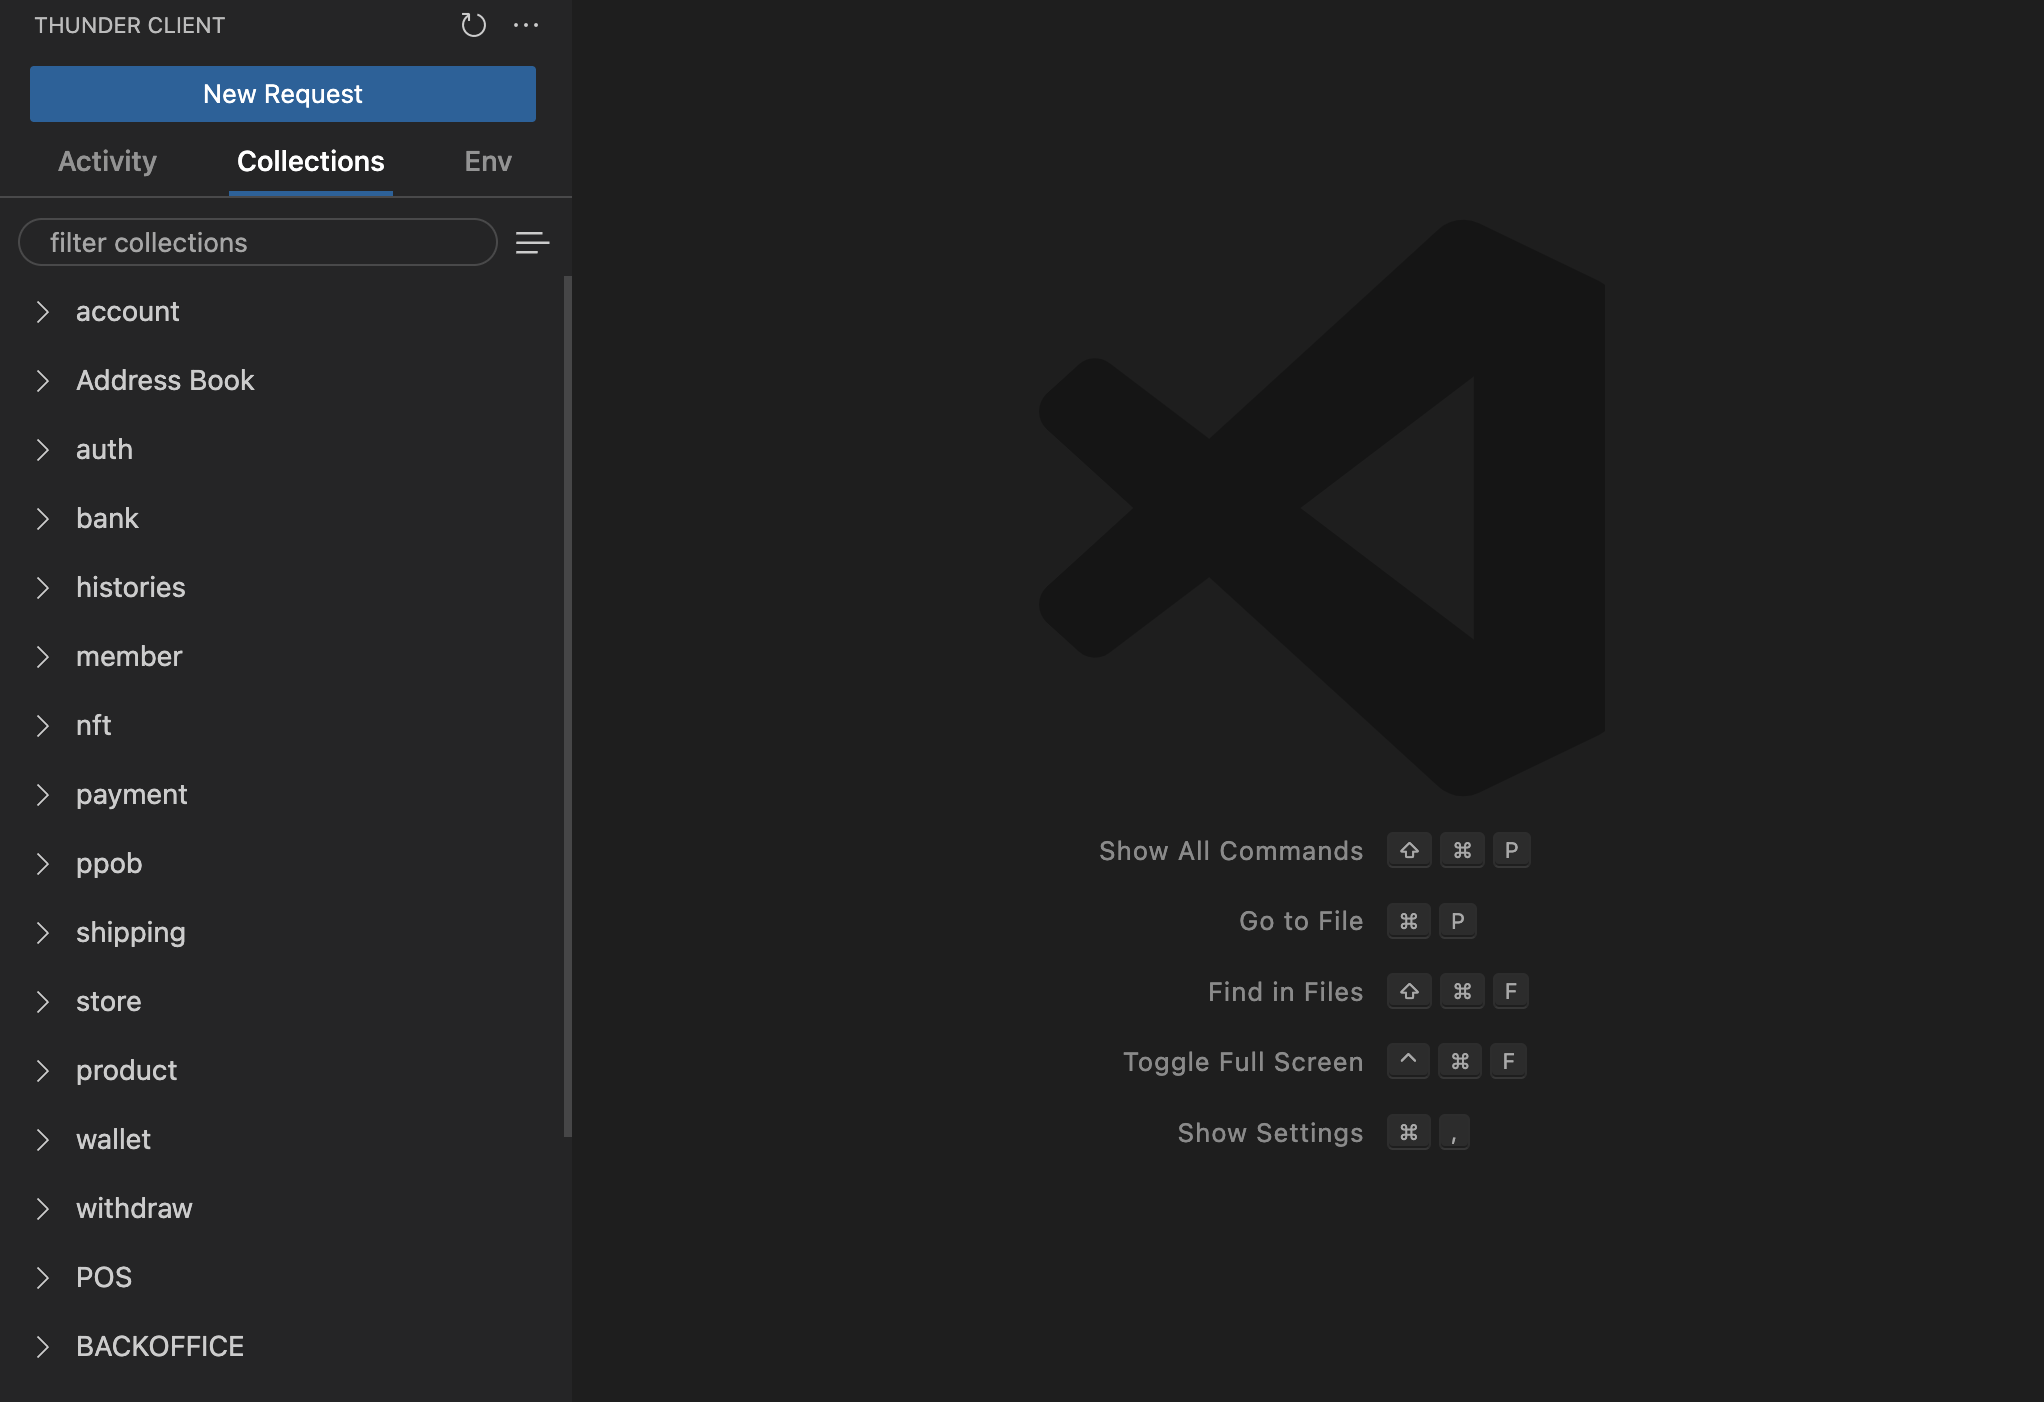 THUNDER CLIENT
New Request
Activity Collections Env
filter collections
account
Address Book
auth
bank
histories
member
nft
payment
ppob
shipping
store
product
wallet
withdraw
POS
BACKOFFICE
Show All Commands ⇧ ⌘ P
Go to File ⌘ P
Find in Files ⇧ ⌘ F
Toggle Full Screen ⌃ ⌘ F
Show Settings ⌘ ,